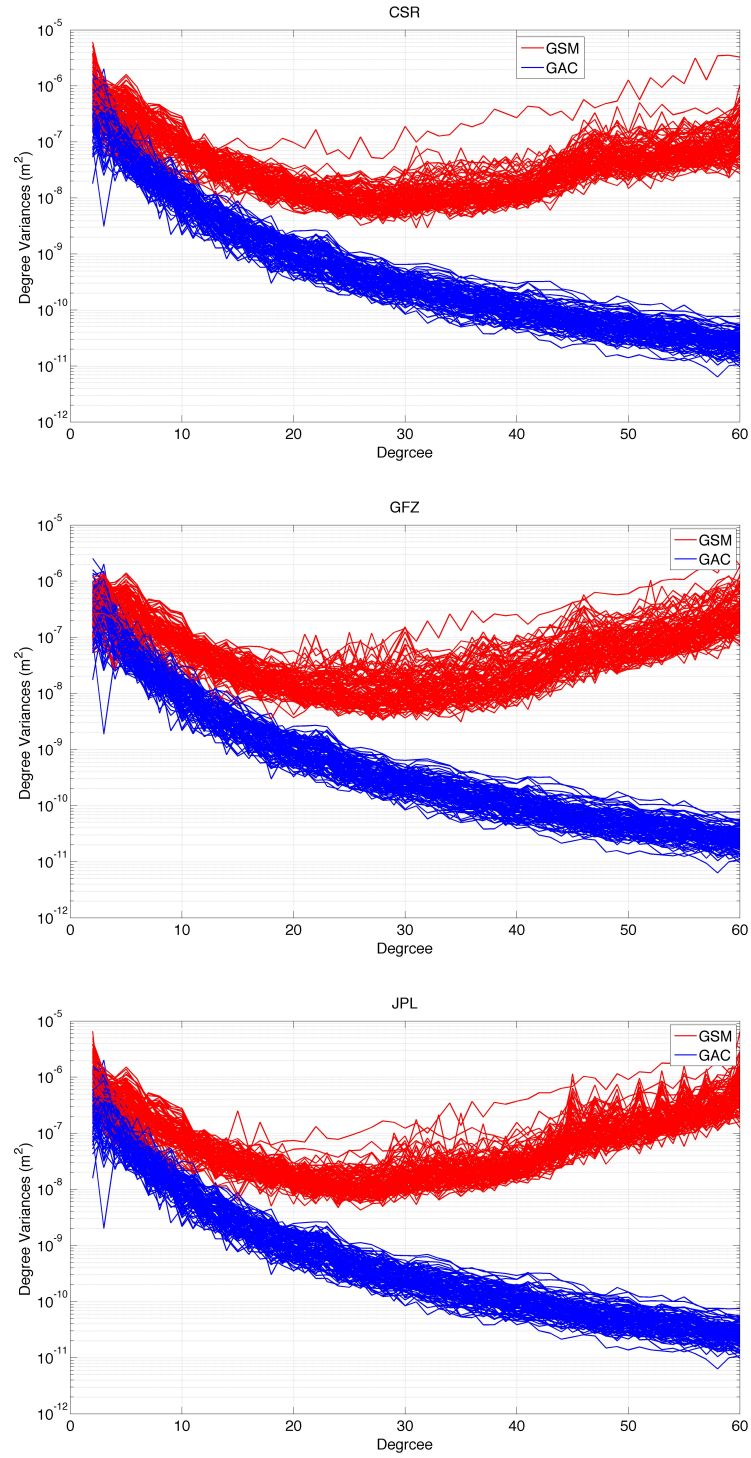 CSR
GSM
GAC
Degree Variances (m²)
10⁻⁵
10⁻⁶
10⁻⁷
10⁻⁸
10⁻⁹
10⁻¹⁰
10⁻¹¹
10⁻¹²
0 10 20 30 40 50 60
Degrcee
GFZ
GSM
GAC
Degree Variances (m²)
10⁻⁵
10⁻⁶
10⁻⁷
10⁻⁸
10⁻⁹
10⁻¹⁰
10⁻¹¹
10⁻¹²
0 10 20 30 40 50 60
Degrcee
JPL
GSM
GAC
Degree Variances (m²)
10⁻⁵
10⁻⁶
10⁻⁷
10⁻⁸
10⁻⁹
10⁻¹⁰
10⁻¹¹
10⁻¹²
0 10 20 30 40 50 60
Degrcee